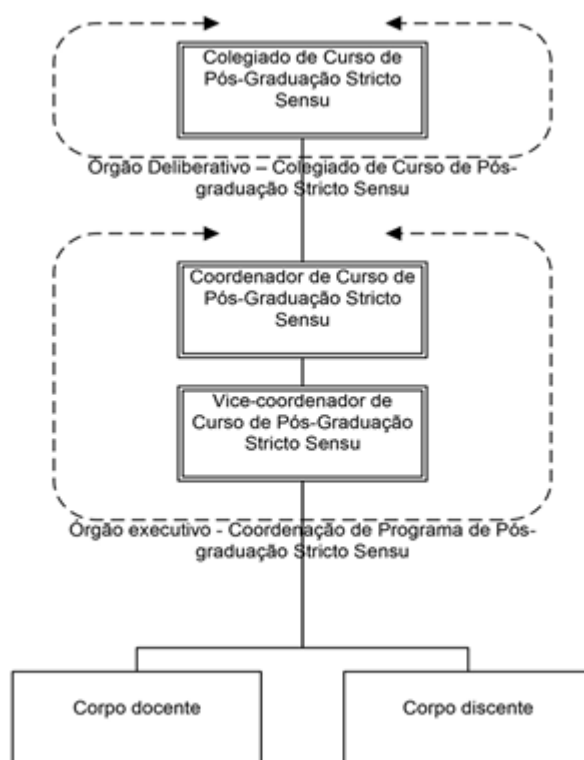 Colegiado de Curso de
Pós-Graduação Stricto
Sensu
Órgão Deliberativo – Colegiado de Curso de Pós-
graduação Stricto Sensu
Coordenador de Curso de
Pós-Graduação Stricto
Sensu
Vice-coordenador de
Curso de Pós-Graduação
Stricto Sensu
Órgão executivo - Coordenação de Programa de Pós-
graduação Stricto Sensu
Corpo docente
Corpo discente